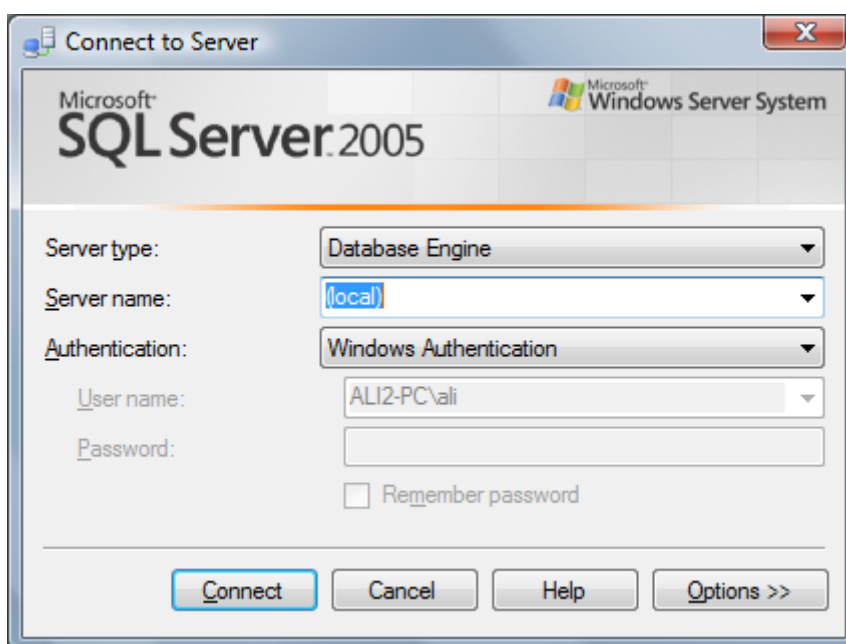 Connect to Server
Microsoft
SQL Server 2005
Microsoft
Windows Server System
Server type:
Database Engine
Server name:
(local)
Authentication:
Windows Authentication
User name:
ALI2-PC\ali
Password:
Remember password
Connect
Cancel
Help
Options >>